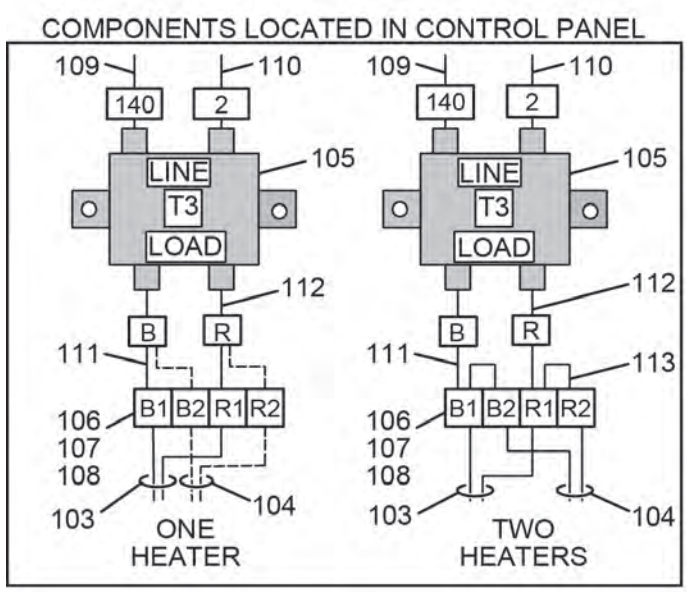 COMPONENTS LOCATED IN CONTROL PANEL
109 110
140 2
LINE 105
T3
LOAD
112
B R
111
106 B1 B2 R1 R2
107
108
103 104
ONE
HEATER
109 110
140 2
LINE 105
T3
LOAD
112
B R
111 113
106 B1 B2 R1 R2
107
108
103 104
TWO
HEATERS